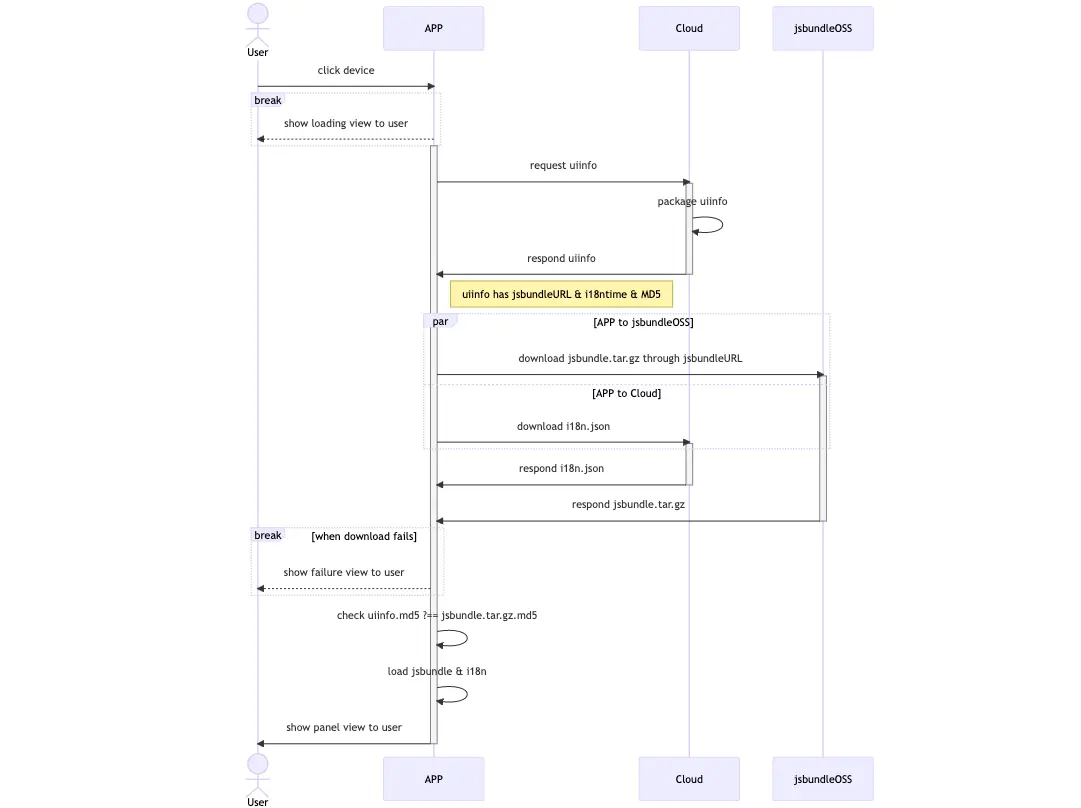 User
APP
Cloud
jsbundleOSS
click device
break
show loading view to user
request uiinfo
package uiinfo
respond uiinfo
uiinfo has jsbundleURL & i18ntime & MD5
par
[APP to jsbundleOSS]
download jsbundle.tar.gz through jsbundleURL
[APP to Cloud]
download i18n.json
respond i18n.json
respond jsbundle.tar.gz
break
[when download fails]
show failure view to user
check uiinfo.md5 ?== jsbundle.tar.gz.md5
load jsbundle & i18n
show panel view to user
User
APP
Cloud
jsbundleOSS